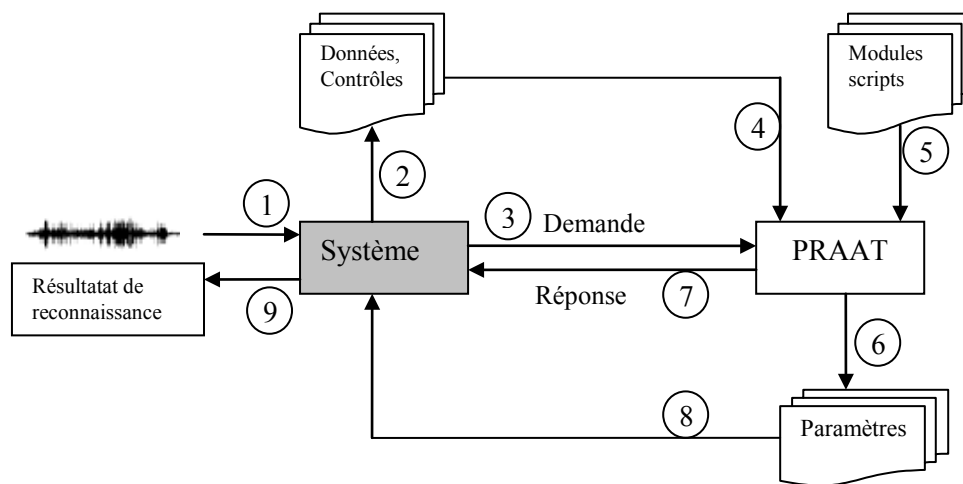 Données,
Contrôles
Modules
scripts
4
5
2
1
3
Demande
Système
PRAAT
Résultatat de
reconnaissance
9
Réponse
7
6
8
Paramètres